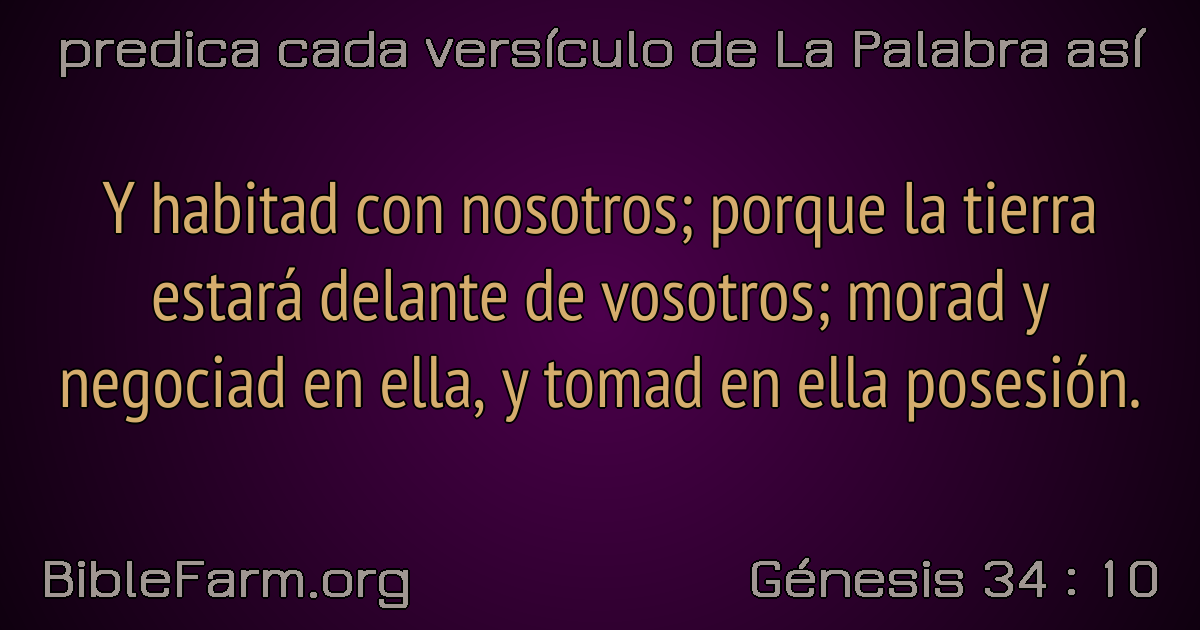 predica cada versículo de La Palabra así
Y habitad con nosotros; porque la tierra
estará delante de vosotros; morad y
negociad en ella, y tomad en ella posesión.
BibleFarm.org
Génesis 34 : 10